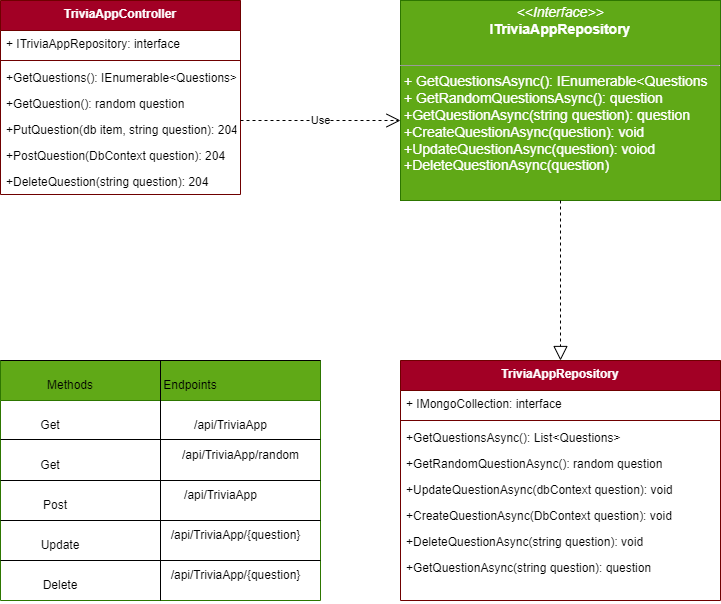 TriviaAppController
+ ITriviaAppRepository: interface
+GetQuestions(): IEnumerable<Questions>
+GetQuestion(): random question
+PutQuestion(db item, string question): 204
+PostQuestion(DbContext question): 204
+DeleteQuestion(string question): 204
Use
<<Interface>>
ITriviaAppRepository
+ GetQuestionsAsync(): IEnumerable<Questions
+ GetRandomQuestionsAsync(): question
+GetQuestionAsync(string question): question
+CreateQuestionAsync(question): void
+UpdateQuestionAsync(question): voiod
+DeleteQuestionAsync(question)
Methods Endpoints
Get /api/TriviaApp
Get /api/TriviaApp/random
Post /api/TriviaApp
Update /api/TriviaApp/{question}
Delete /api/TriviaApp/{question}
TriviaAppRepository
+ IMongoCollection: interface
+GetQuestionsAsync(): List<Questions>
+GetRandomQuestionAsync(): random question
+UpdateQuestionAsync(dbContext question): void
+CreateQuestionAsync(DbContext question): void
+DeleteQuestionAsync(string question): void
+GetQuestionAsync(string question): question